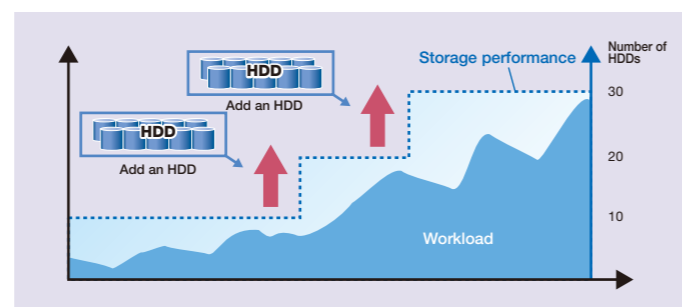 Number of
HDDs
Storage performance
HDD
Add an HDD
30
HDD
Add an HDD
20
10
Workload